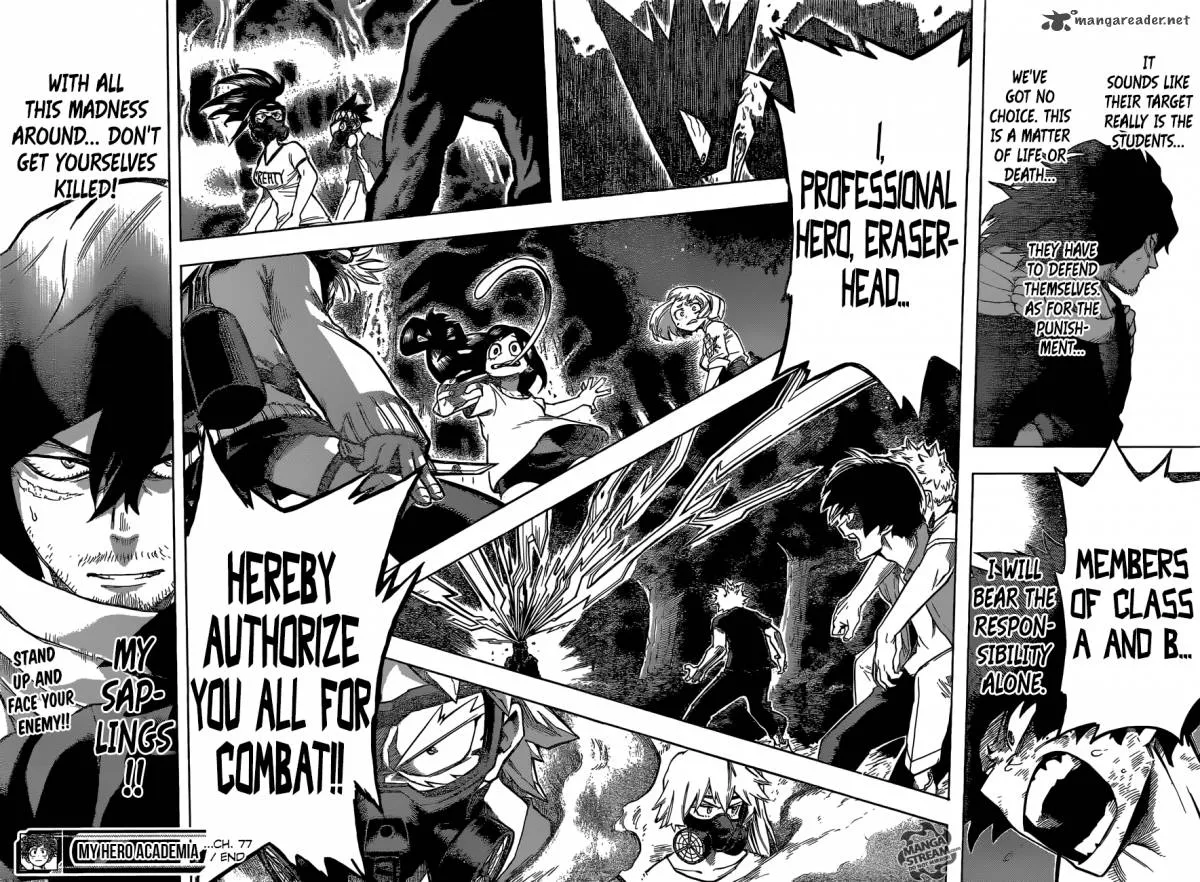 mangareader.net
IT
SOUNDS LIKE
THEIR TARGET
REALLY IS THE
STUDENTS...
WE'VE
GOT NO
CHOICE. THIS
IS A MATTER
OF LIFE OR
DEATH...
THEY HAVE
TO DEFEND
THEMSELVES.
AS FOR THE
PUNISH-
MENT...
MEMBERS
OF CLASS
A AND B...
I WILL
BEAR THE
RESPON-
SIBILITY
ALONE.
I,
PROFESSIONAL
HERO, ERASER-
HEAD...
HEREBY
AUTHORIZE
YOU ALL FOR
COMBAT!!
WITH ALL
THIS MADNESS
AROUND... DON'T
GET YOURSELVES
KILLED!
MY
SAP-
LINGS
!!
STAND
UP AND
FACE YOUR
ENEMY!!
MY HERO ACADEMIA
...CH. 77
/ END
MANGA
STREAM